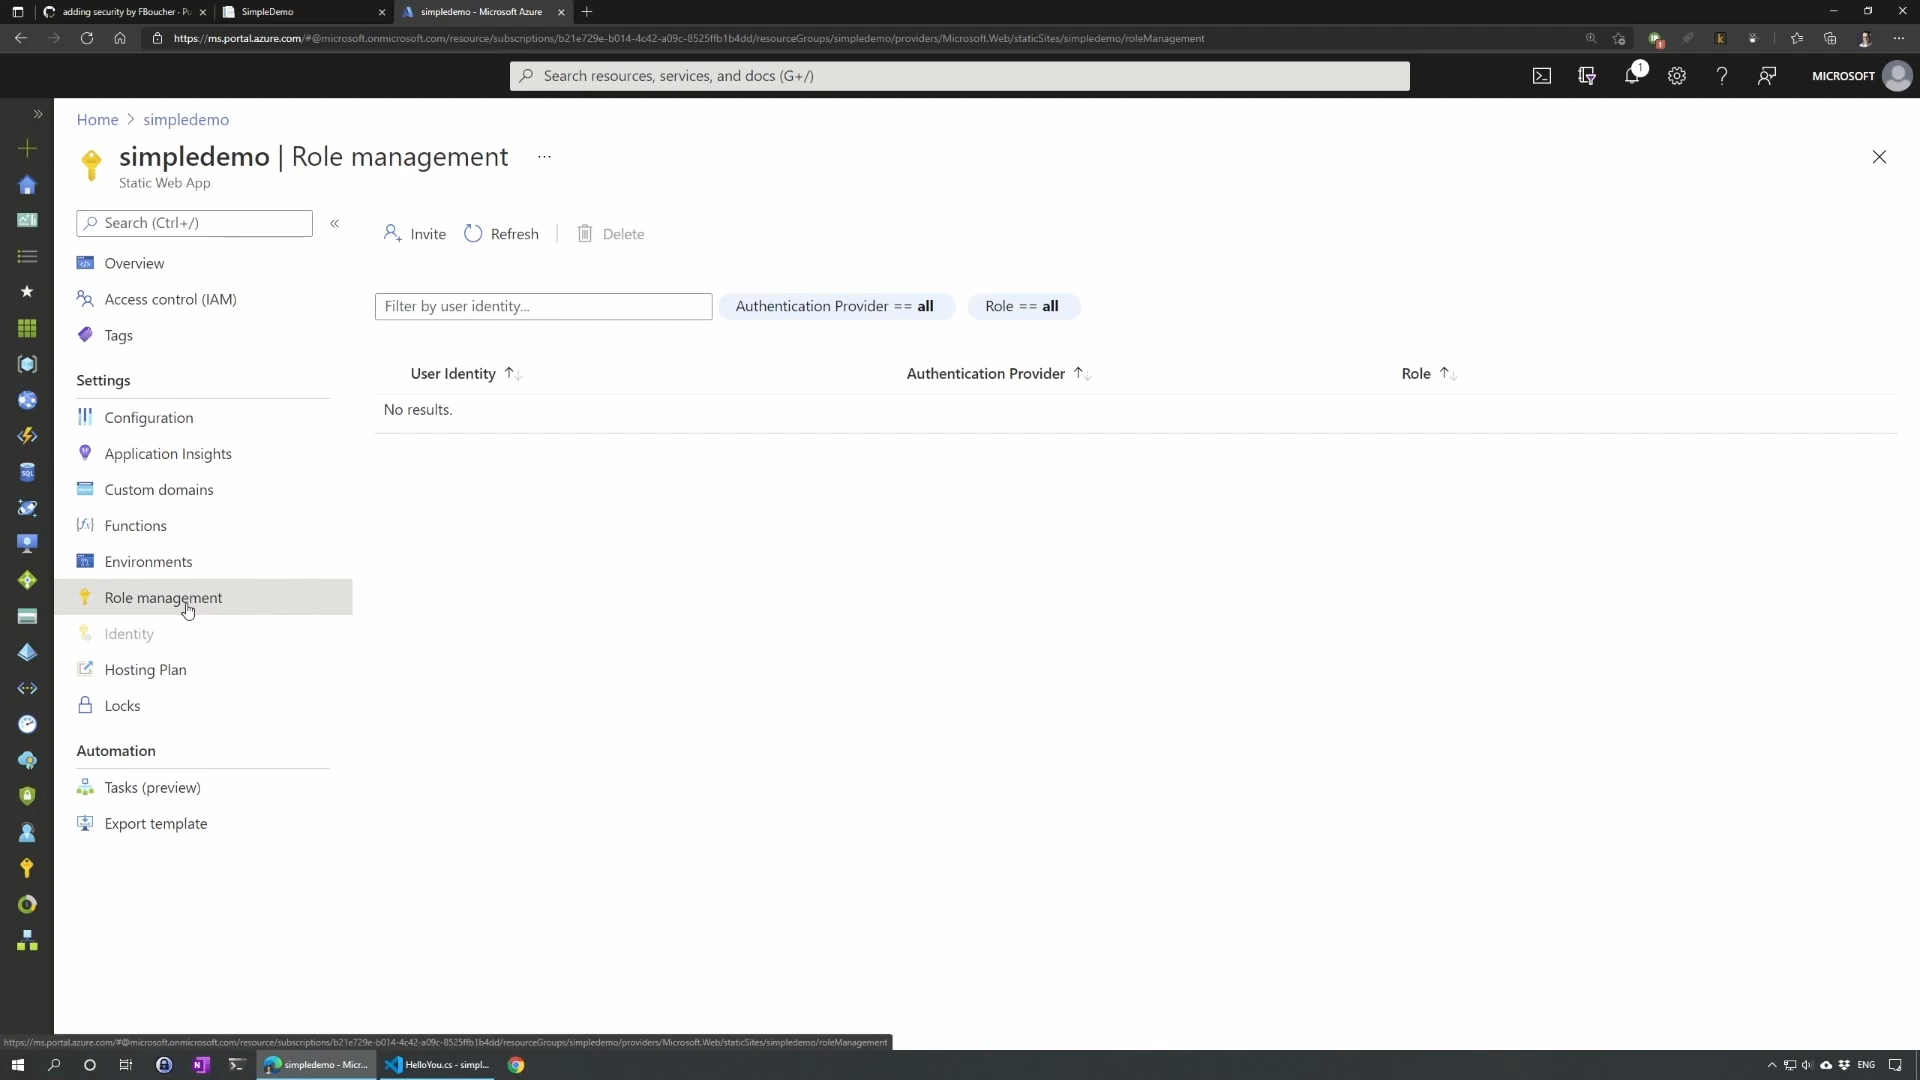 adding security by FBoucher · Pu
SimpleDemo
simpledemo - Microsoft Azure
https://ms.portal.azure.com/#@microsoft.onmicrosoft.com/resource/subscriptions/b21e729e-b014-4c42-a09c-8525ffb1b4dd/resourceGroups/simpledemo/providers/Microsoft.Web/staticSites/simpledemo/roleManagement
1
k
Search resources, services, and docs (G+/)
1
MICROSOFT
Home > simpledemo
simpledemo | Role management ...
Static Web App
Search (Ctrl+/)
Invite
Refresh
Delete
Overview
Access control (IAM)
Tags
Settings
Configuration
Application Insights
Custom domains
Functions
Environments
Role management
Identity
Hosting Plan
Locks
Automation
Tasks (preview)
Export template
Filter by user identity...
Authentication Provider == all
Role == all
User Identity
Authentication Provider
Role
No results.
SQL
https://ms.portal.azure.com/#@microsoft.onmicrosoft.com/resource/subscriptions/b21e729e-b014-4c42-a09c-8525ffb1b4dd/resourceGroups/simpledemo/providers/Microsoft.Web/staticSites/simpledemo/roleManagement
simpledemo - Micr...
HelloYou.cs - simpl...
ENG